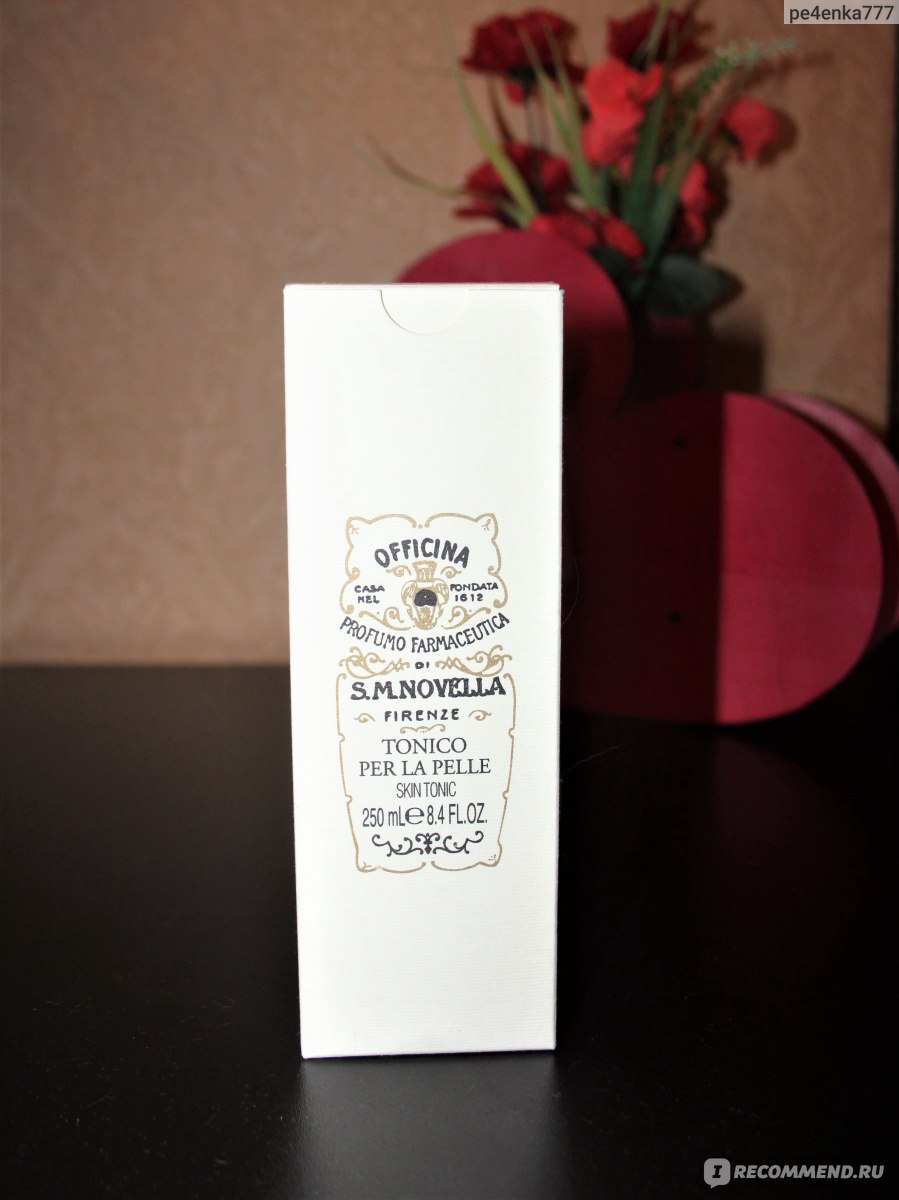 pe4enka777
OFFICINA
CASA NEL FONDATA 1612
PROFUMO FARMACEUTICA
DI
S.M.NOVELLA
FIRENZE
TONICO
PER LA PELLE
SKIN TONIC
250 mL e 8.4 FL.OZ.
IRECOMMEND.RU